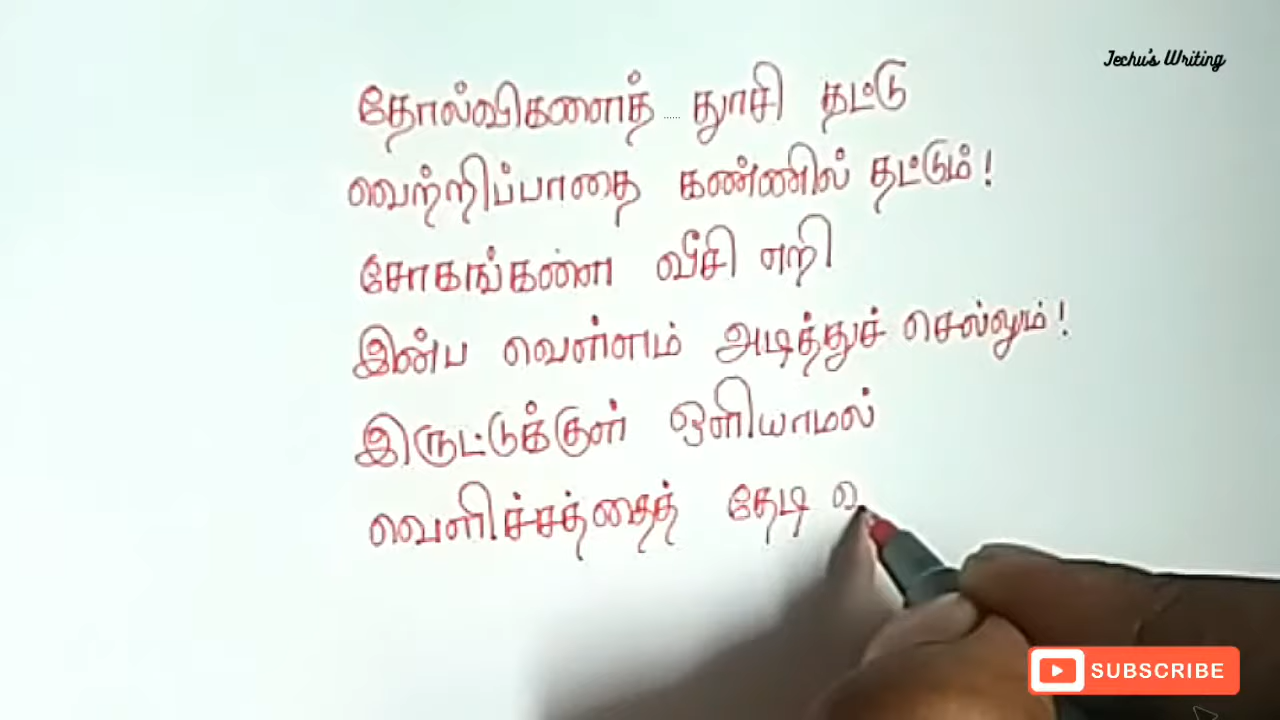 Jechu's Writing
தோல்விகளைத் தூசி தட்டு
வெற்றிப்பாதை கண்ணில் தட்டும்!
சோகங்கள வீசி எறி
இன்ப வெள்ளம் அடித்துச் செல்லும்!
இருட்டுக்குள் ஒளியாமல்
வெளிச்சத்தைத் தேடி
SUBSCRIBE